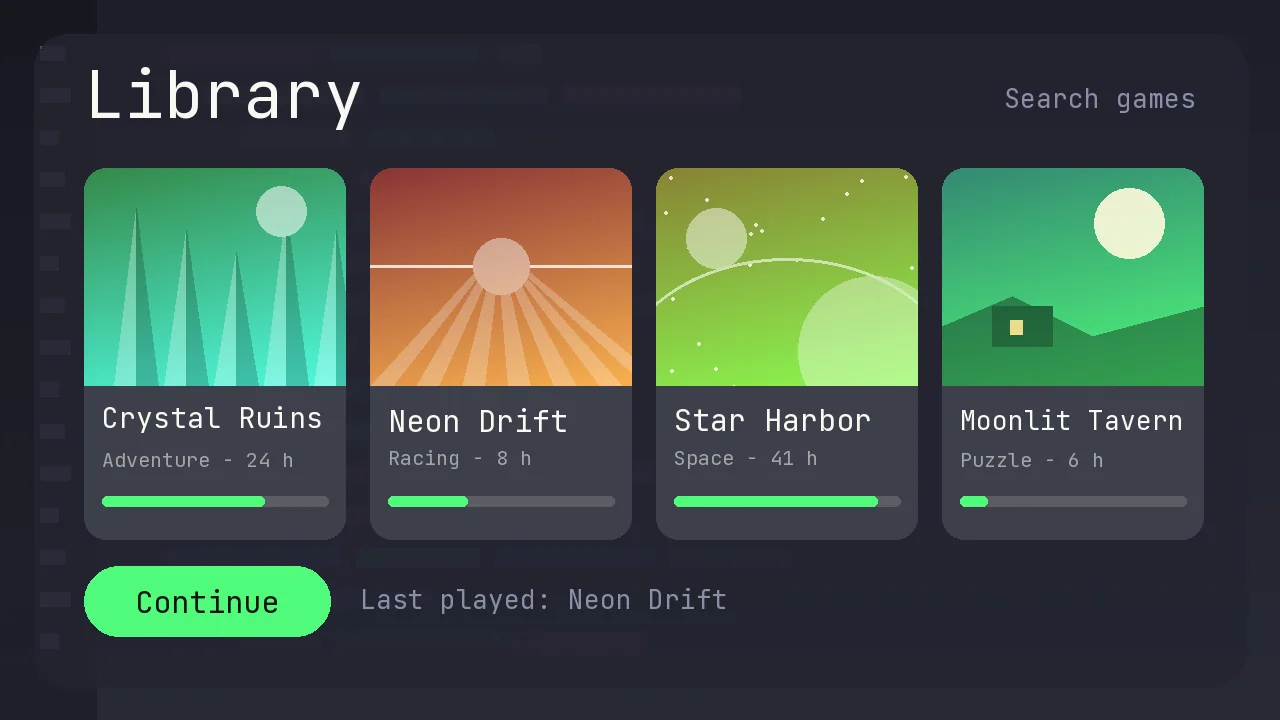 Library
Search games
Crystal Ruins
Adventure - 24 h
Neon Drift
Racing - 8 h
Star Harbor
Space - 41 h
Moonlit Tavern
Puzzle - 6 h
Continue
Last played: Neon Drift